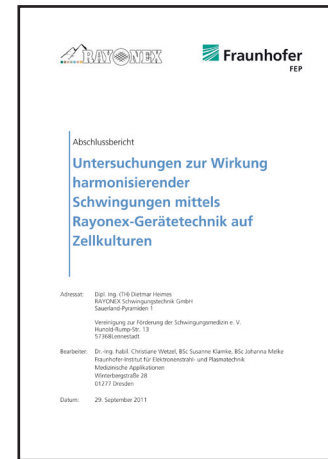 RAYONEX
Fraunhofer
FEP
Abschlussbericht
Untersuchungen zur Wirkung
harmonisierender
Schwingungen mittels
Rayonex-Gerätetechnik auf
Zellkulturen
Adressat: Dipl. Ing. (TH) Dietmar Heimes
RAYONEX Schwingungstechnik GmbH
Sauerland-Pyramiden 1
Vereinigung zur Förderung der Schwingungsmedizin e. V.
Hunold-Rump-Str. 13
57368Lennestadt
Bearbeiter: Dr.-Ing. habil. Christiane Wetzel, BSc Susanne Klamke, BSc Johanna Melke
Fraunhofer-Institut für Elektronenstrahl- und Plasmatechnik
Medizinische Applikationen
Winterbergstraße 28
01277 Dresden
Datum: 29. September 2011